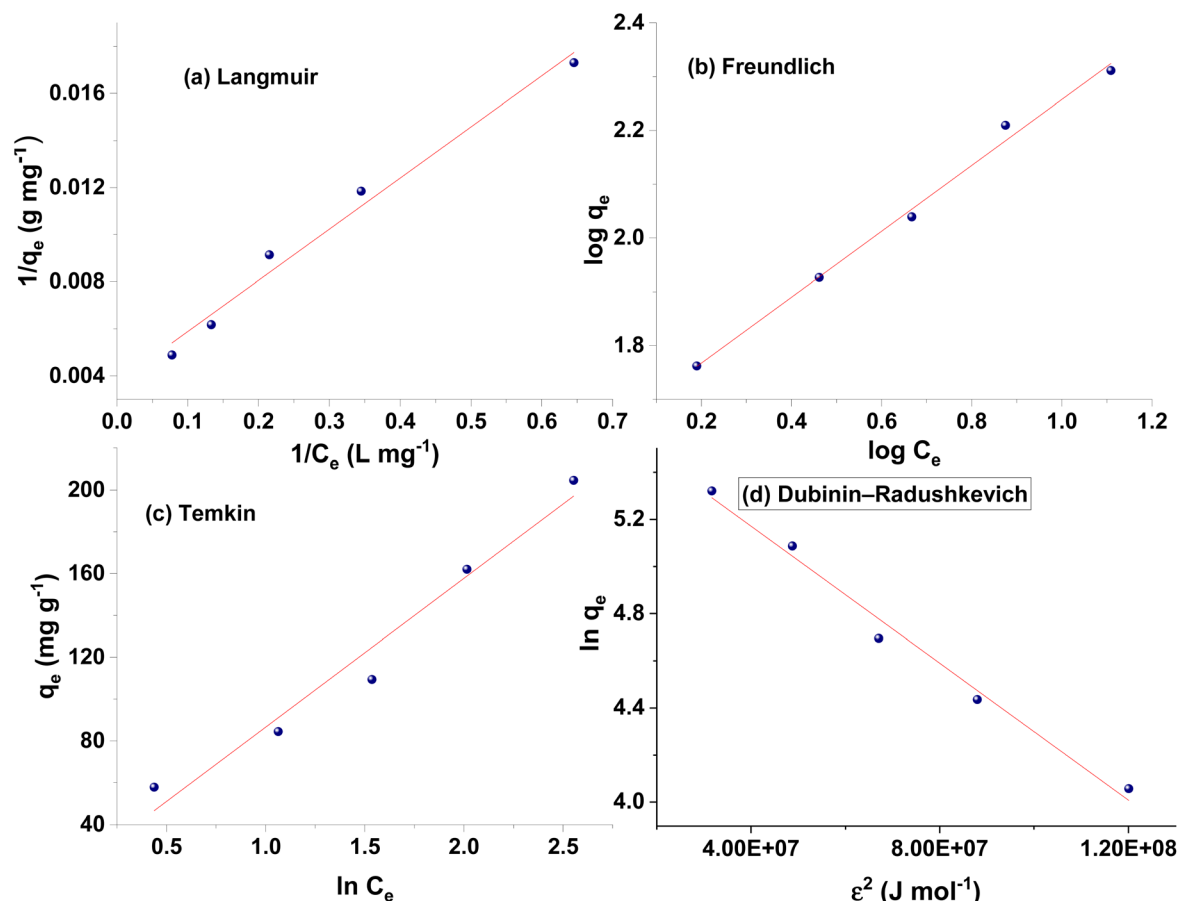 (a) Langmuir
0.016
0.012
0.008
0.004
1/qₑ (g mg⁻¹)
0.0 0.1 0.2 0.3 0.4 0.5 0.6 0.7
1/Cₑ (L mg⁻¹)
(b) Freundlich
2.4
2.2
2.0
1.8
log qₑ
0.2 0.4 0.6 0.8 1.0 1.2
log Cₑ
(c) Temkin
200
160
120
80
40
qₑ (mg g⁻¹)
0.5 1.0 1.5 2.0 2.5
ln Cₑ
(d) Dubinin–Radushkevich
5.2
4.8
4.4
4.0
ln qₑ
4.00E+07 8.00E+07 1.20E+08
ε² (J mol⁻¹)